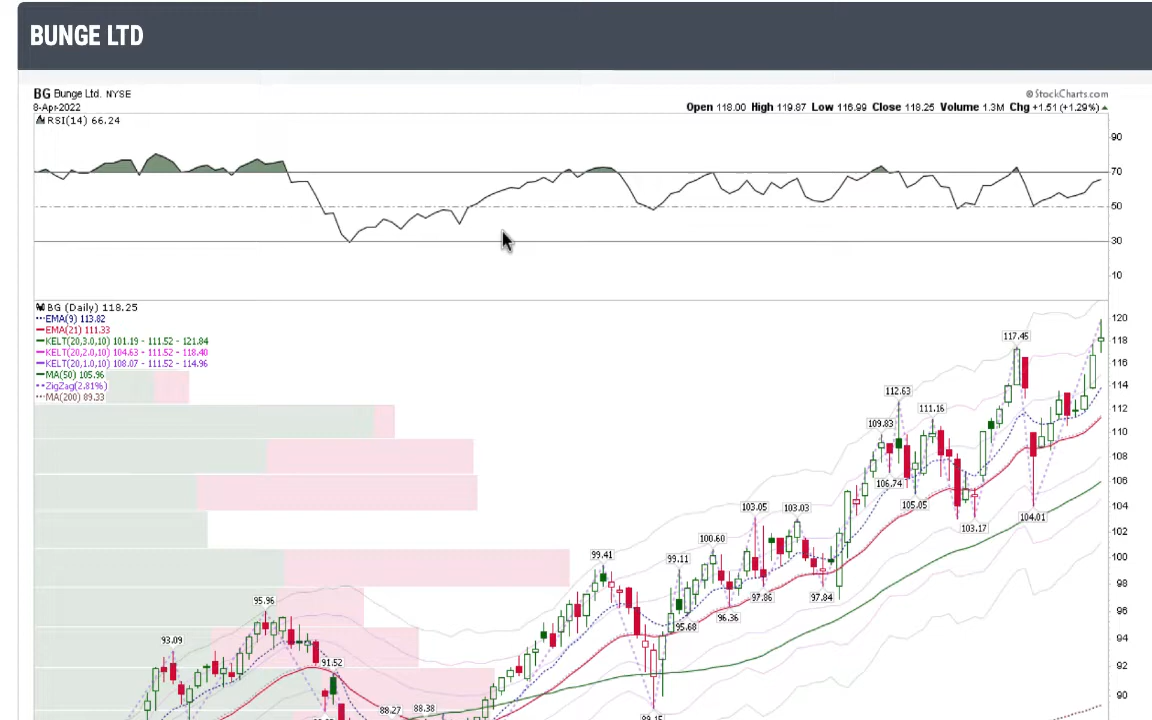 BUNGE LTD
BG Bunge Ltd. NYSE
© StockCharts.com
8-Apr-2022
Open 118.00 High 119.87 Low 116.99 Close 118.25 Volume 1.3M Chg +1.51 (+1.29%)
RSI(14) 66.24
90
70
50
30
10
BG (Daily) 118.25
EMA(9) 113.82
EMA(21) 111.33
KELT(20,3.0,10) 101.19 - 111.52 - 121.84
KELT(20,2.0,10) 104.63 - 111.52 - 118.40
KELT(20,1.0,10) 108.07 - 111.52 - 114.96
MA(50) 105.96
ZigZag(2.81%)
MA(200) 89.33
120
118
116
114
112
110
108
106
104
102
100
98
96
94
92
90
117.45
112.63
111.16
109.83
106.74
105.05
104.01
103.17
103.05
103.03
100.60
99.41
99.11
97.86
97.84
96.36
95.68
95.96
93.09
91.52
88.27
88.38